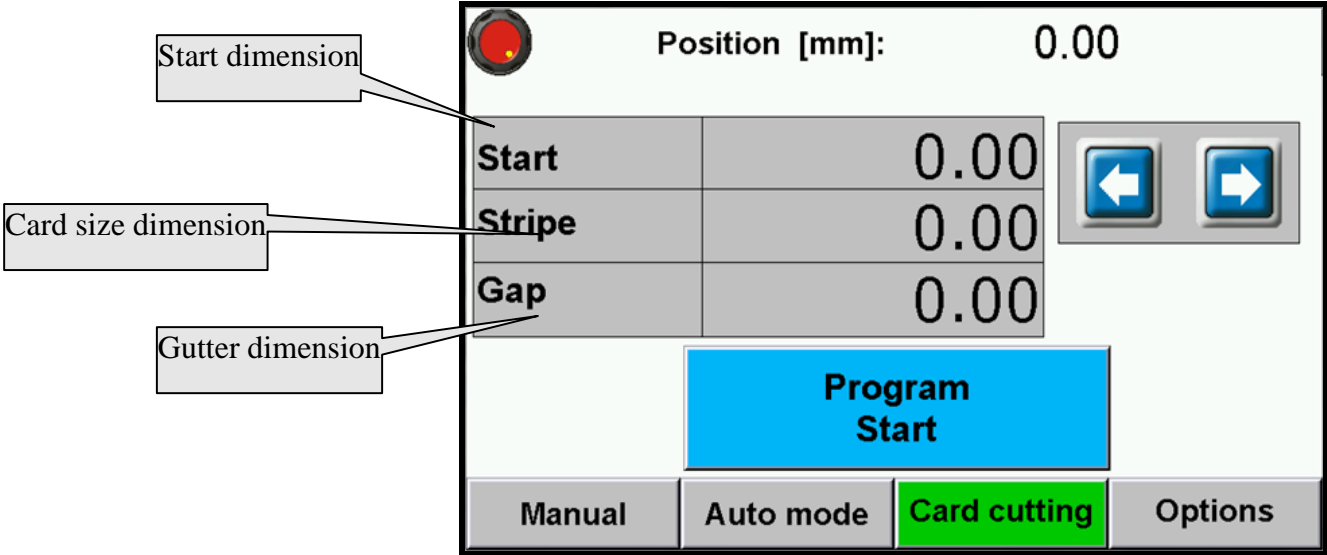 Start dimension
Position [mm]: 0.00
Start 0.00
Card size dimension
Stripe 0.00
Gap 0.00
Gutter dimension
Program
Start
Manual Auto mode Card cutting Options